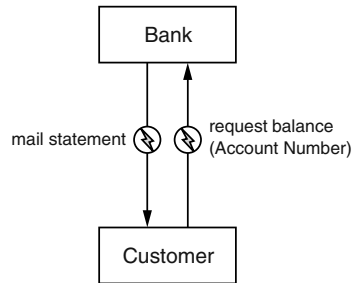 Bank
mail statement
request balance
(Account Number)
Customer